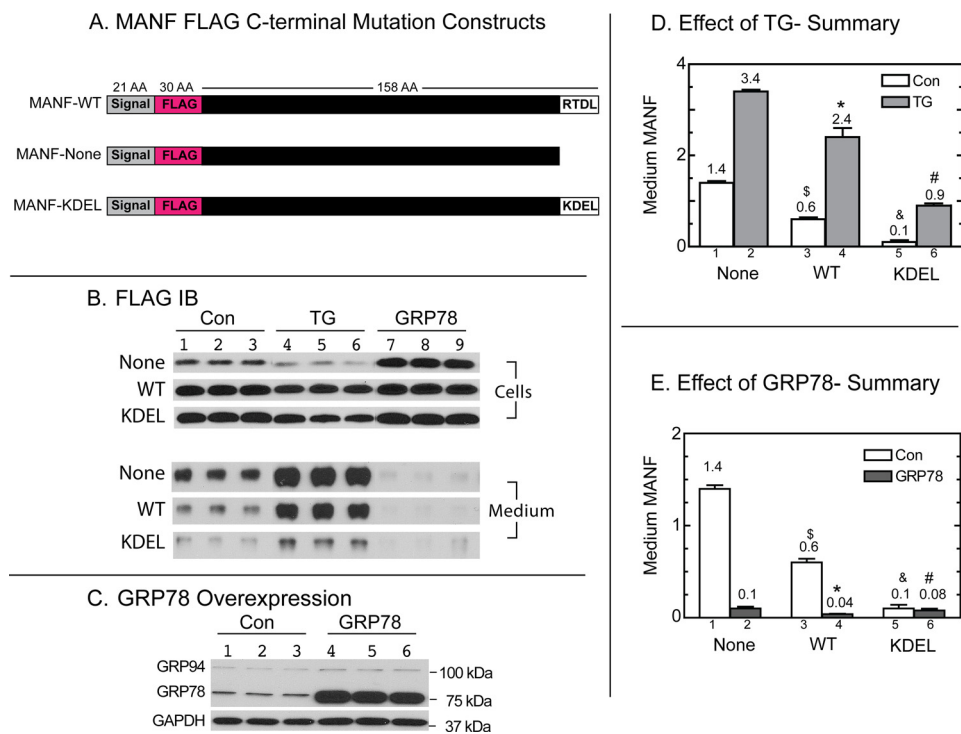 A. MANF FLAG C-terminal Mutation Constructs
21 AA 30 AA 158 AA
MANF-WT Signal FLAG RTDL
MANF-None Signal FLAG
MANF-KDEL Signal FLAG KDEL
B. FLAG IB
Con TG GRP78
1 2 3 4 5 6 7 8 9
None
WT
KDEL
Cells
None
WT
KDEL
Medium
C. GRP78 Overexpression
Con GRP78
1 2 3 4 5 6
GRP94
100 kDa
GRP78
75 kDa
GAPDH
37 kDa
D. Effect of TG- Summary
Medium MANF
4
2
0
Con
TG
1.4
3.4
$
0.6
*
2.4
&
0.1
#
0.9
1 2 3 4 5 6
None WT KDEL
E. Effect of GRP78- Summary
Medium MANF
2
1
0
Con
GRP78
1.4
0.1
$
0.6
*
0.04
&
0.1
#
0.08
1 2 3 4 5 6
None WT KDEL